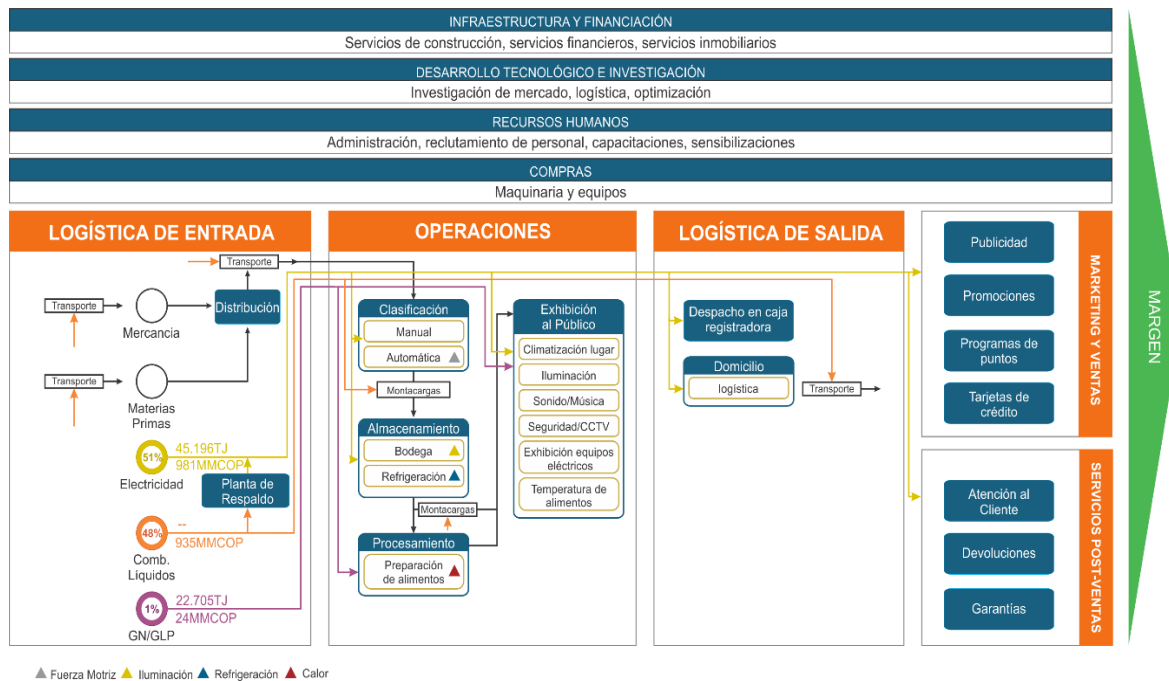 INFRAESTRUCTURA Y FINANCIACIÓN
Servicios de construcción, servicios financieros, servicios inmobiliarios
DESARROLLO TECNOLÓGICO E INVESTIGACIÓN
Investigación de mercado, logística, optimización
RECURSOS HUMANOS
Administración, reclutamiento de personal, capacitaciones, sensibilizaciones
COMPRAS
Maquinaria y equipos
LOGÍSTICA DE ENTRADA
Transporte
Transporte
Mercancia
Distribución
Transporte
Materias
Primas
51%
45.196TJ
981MMCOP
Electricidad
Planta de
Respaldo
48%
--
935MMCOP
Comb.
Líquidos
1%
22.705TJ
24MMCOP
GN/GLP
OPERACIONES
Clasificación
Manual
Automática
Montacargas
Almacenamiento
Bodega
Refrigeración
Montacargas
Procesamiento
Preparación
de alimentos
Exhibición
al Público
Climatización lugar
Iluminación
Sonido/Música
Seguridad/CCTV
Exhibición equipos
eléctricos
Temperatura de
alimentos
LOGÍSTICA DE SALIDA
Despacho en caja
registradora
Domicilio
logística
Transporte
Publicidad
Promociones
Programas de
puntos
Tarjetas de
crédito
MARKETING Y VENTAS
Atención al
Cliente
Devoluciones
Garantías
SERVICIOS POST-VENTAS
MARGEN
Fuerza Motriz
Iluminación
Refrigeración
Calor